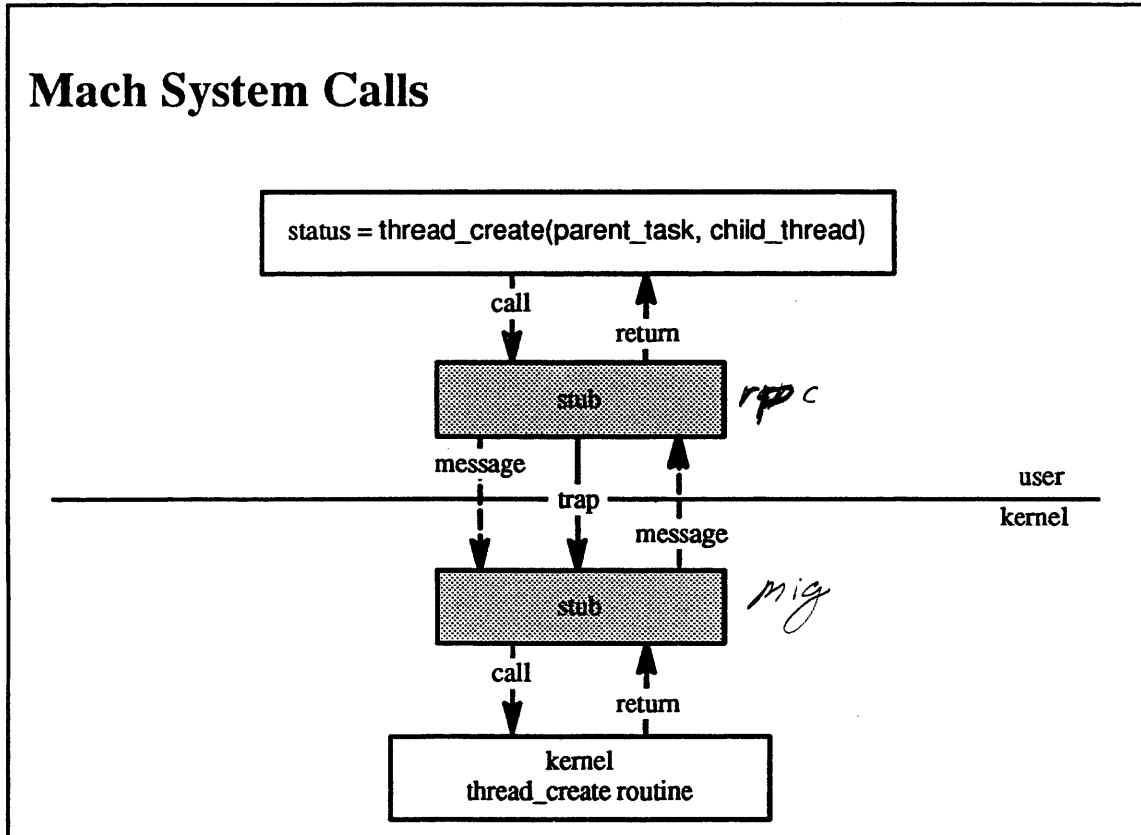 Mach System Calls
status = thread_create(parent_task, child_thread)
call
return
stub
rpc
message
user
trap
kernel
message
stub
mig
call
return
kernel
thread_create routine